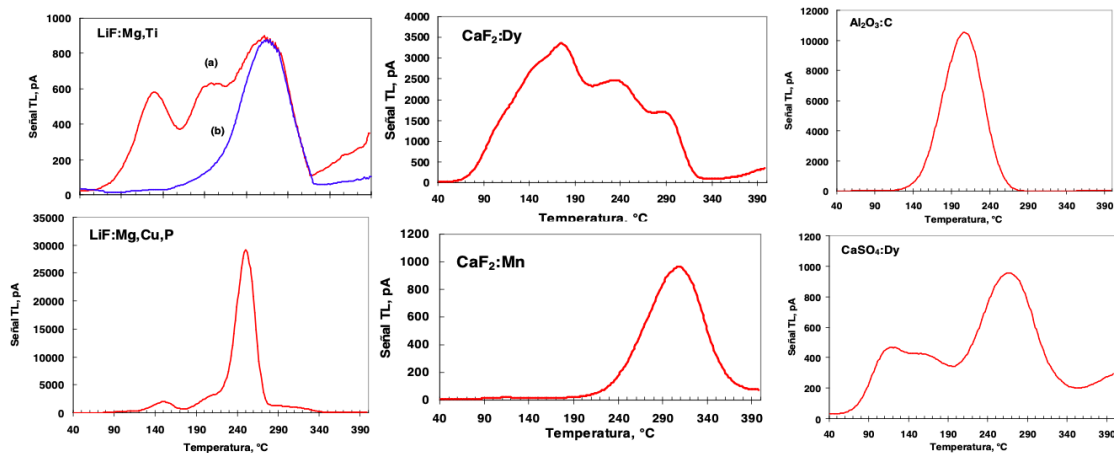 LiF:Mg,Ti
Señal TL, pA
1000
800
600
400
200
0
(a)
(b)
CaF₂:Dy
Señal TL, pA
4000
3500
3000
2500
2000
1500
1000
500
0
40 90 140 190 240 290 340 390
Temperatura, °C
Al₂O₃:C
Señal TL, pA
12000
10000
8000
6000
4000
2000
0
40 90 140 190 240 290 340 390
Temperatura, °C
LiF:Mg,Cu,P
Señal TL, pA
35000
30000
25000
20000
15000
10000
5000
0
40 90 140 190 240 290 340
Temperatura, °C
CaF₂:Mn
Señal TL, pA
1200
1000
800
600
400
200
0
40 90 140 190 240 290 340 390
Temperatura, °C
CaSO₄:Dy
Señal TL, pA
1200
1000
800
600
400
200
0
40 90 140 190 240 290 340 390
Temperatura, °C